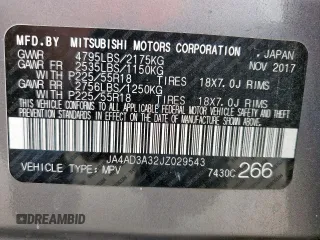 MFD.BY MITSUBISHI MOTORS CORPORATION , JAPAN
GVWR 4795LBS/2175KG NOV 2017
GAWR FR 2535LBS/1150KG
WITH P225/55R18 TIRES 18X7.0J RIMS
GAWR RR 2756LBS/1250KG
WITH P225/55R18 TIRES 18X7.0J RIMS
THIS VEHICLE CONFORMS TO ALL APPLICABLE FEDERAL MOTOR VEHICLE SAFETY AND THEFT PREVENTION STANDARDS IN EFFECT ON THE DATE OF MANUFACTURE SHOWN ABOVE.
JA4AD3A32JZ029543
VEHICLE TYPE: MPV 7430C 266
©AUTOBIDMASTER